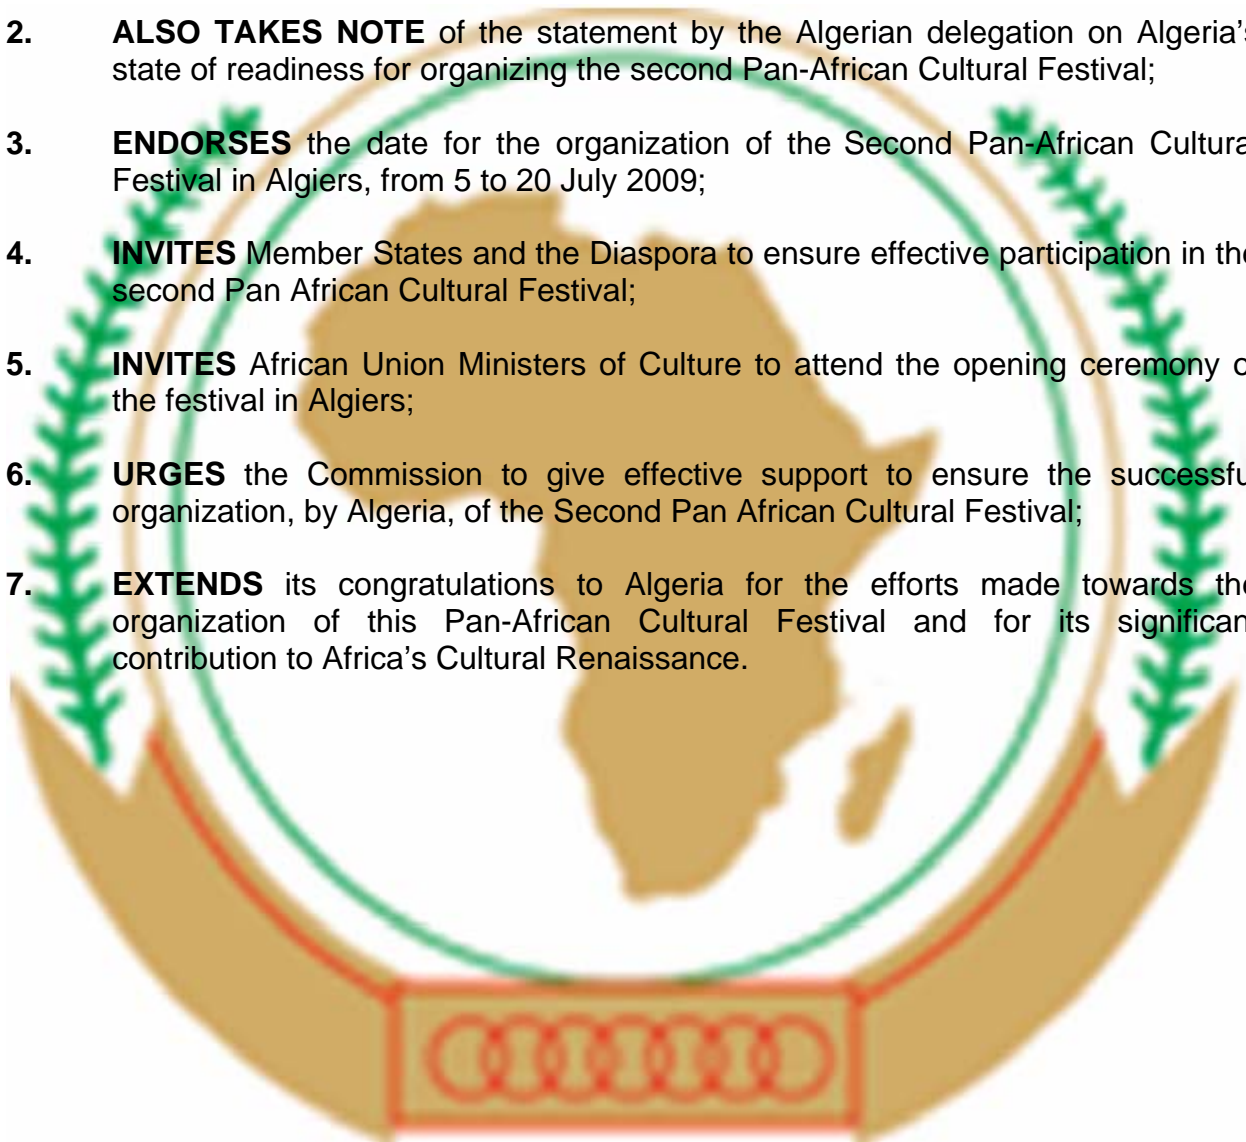 2. ALSO TAKES NOTE of the statement by the Algerian delegation on Algeria's
state of readiness for organizing the second Pan-African Cultural Festival;
3. ENDORSES the date for the organization of the Second Pan-African Cultura
Festival in Algiers, from 5 to 20 July 2009;
4. INVITES Member States and the Diaspora to ensure effective participation in the
second Pan African Cultural Festival;
5. INVITES African Union Ministers of Culture to attend the opening ceremony o
the festival in Algiers;
6. URGES the Commission to give effective support to ensure the successfu
organization, by Algeria, of the Second Pan African Cultural Festival;
7. EXTENDS its congratulations to Algeria for the efforts made towards the
organization of this Pan-African Cultural Festival and for its significan
contribution to Africa's Cultural Renaissance.